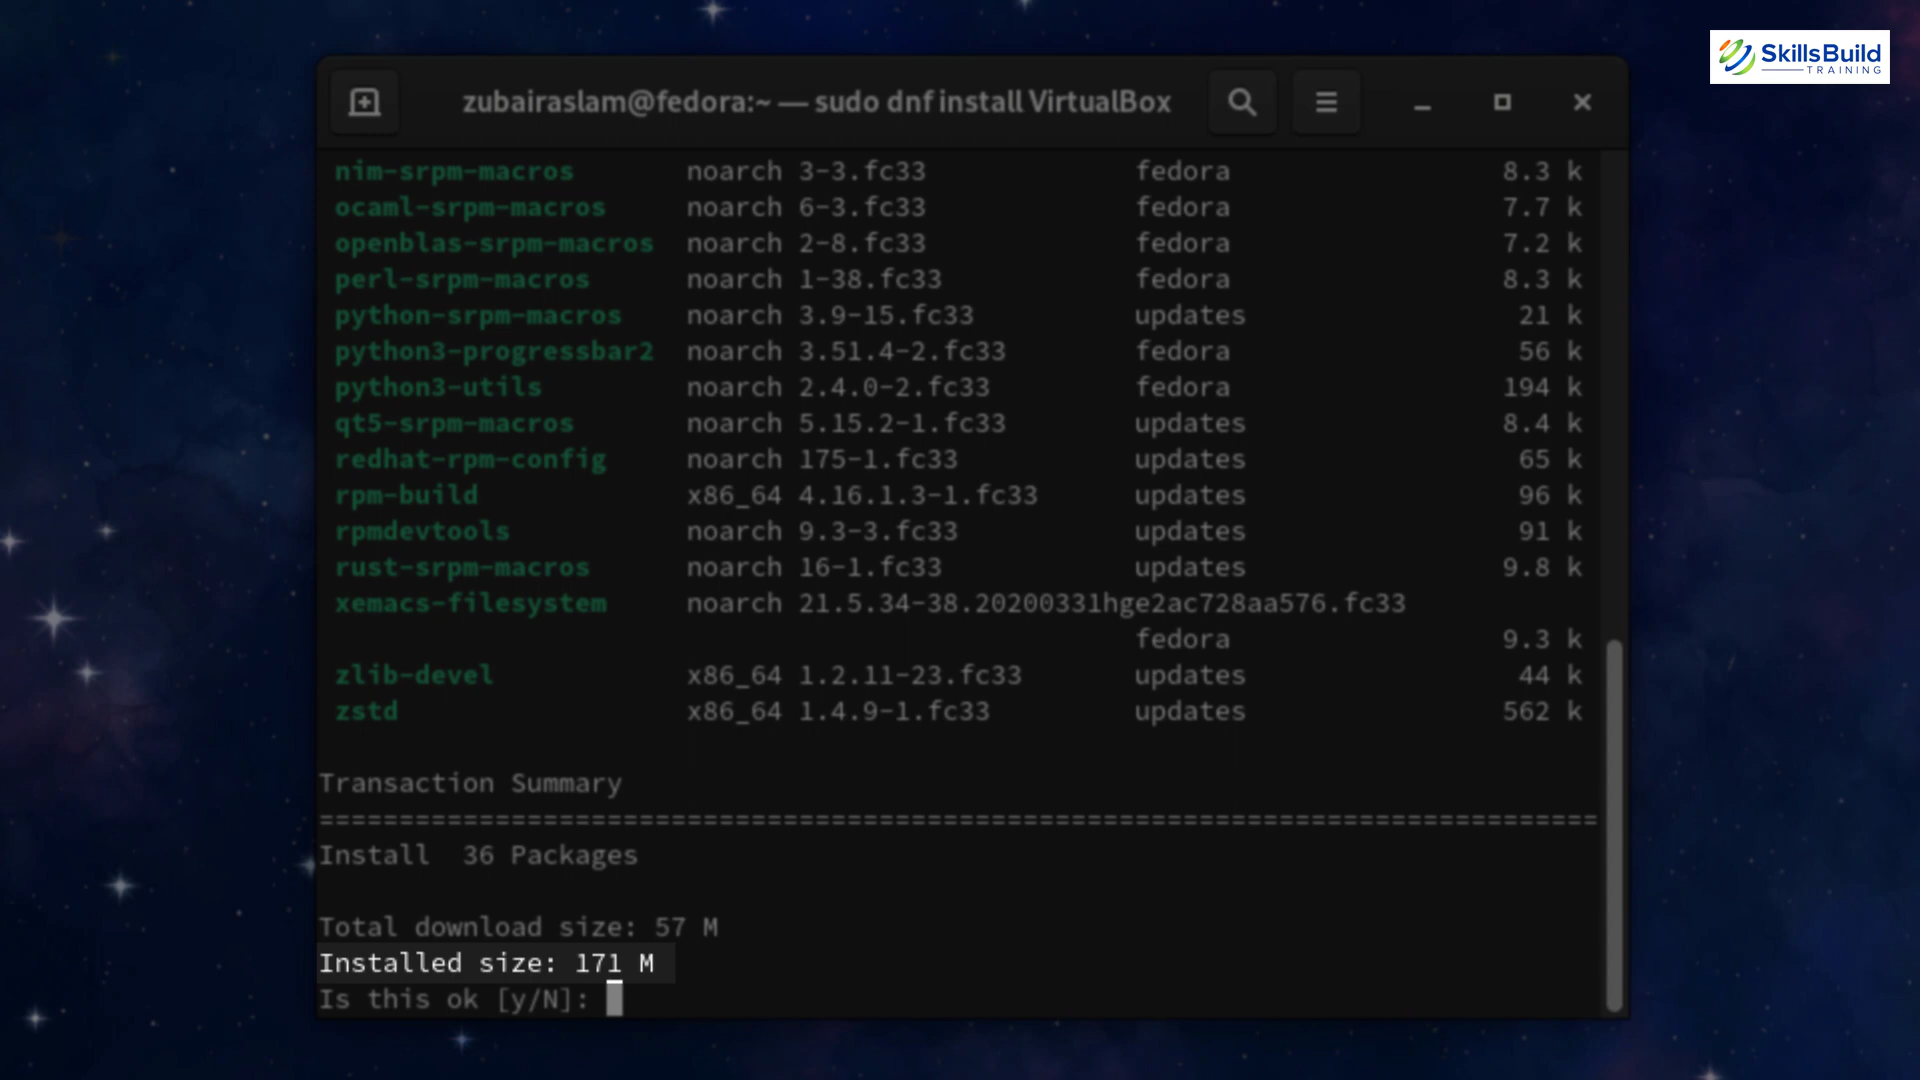 SkillsBuild
TRAINING
zubairaslam@fedora:~ — sudo dnf install VirtualBox
nim-srpm-macros noarch 3-3.fc33 fedora 8.3 k
ocaml-srpm-macros noarch 6-3.fc33 fedora 7.7 k
openblas-srpm-macros noarch 2-8.fc33 fedora 7.2 k
perl-srpm-macros noarch 1-38.fc33 fedora 8.3 k
python-srpm-macros noarch 3.9-15.fc33 updates 21 k
python3-progressbar2 noarch 3.51.4-2.fc33 fedora 56 k
python3-utils noarch 2.4.0-2.fc33 fedora 194 k
qt5-srpm-macros noarch 5.15.2-1.fc33 updates 8.4 k
redhat-rpm-config noarch 175-1.fc33 updates 65 k
rpm-build x86_64 4.16.1.3-1.fc33 updates 96 k
rpmdevtools noarch 9.3-3.fc33 updates 91 k
rust-srpm-macros noarch 16-1.fc33 updates 9.8 k
xemacs-filesystem noarch 21.5.34-38.20200331hge2ac728aa576.fc33
fedora 9.3 k
zlib-devel x86_64 1.2.11-23.fc33 updates 44 k
zstd x86_64 1.4.9-1.fc33 updates 562 k
Transaction Summary
================================================================================
Install 36 Packages
Total download size: 57 M
Installed size: 171 M
Is this ok [y/N]: